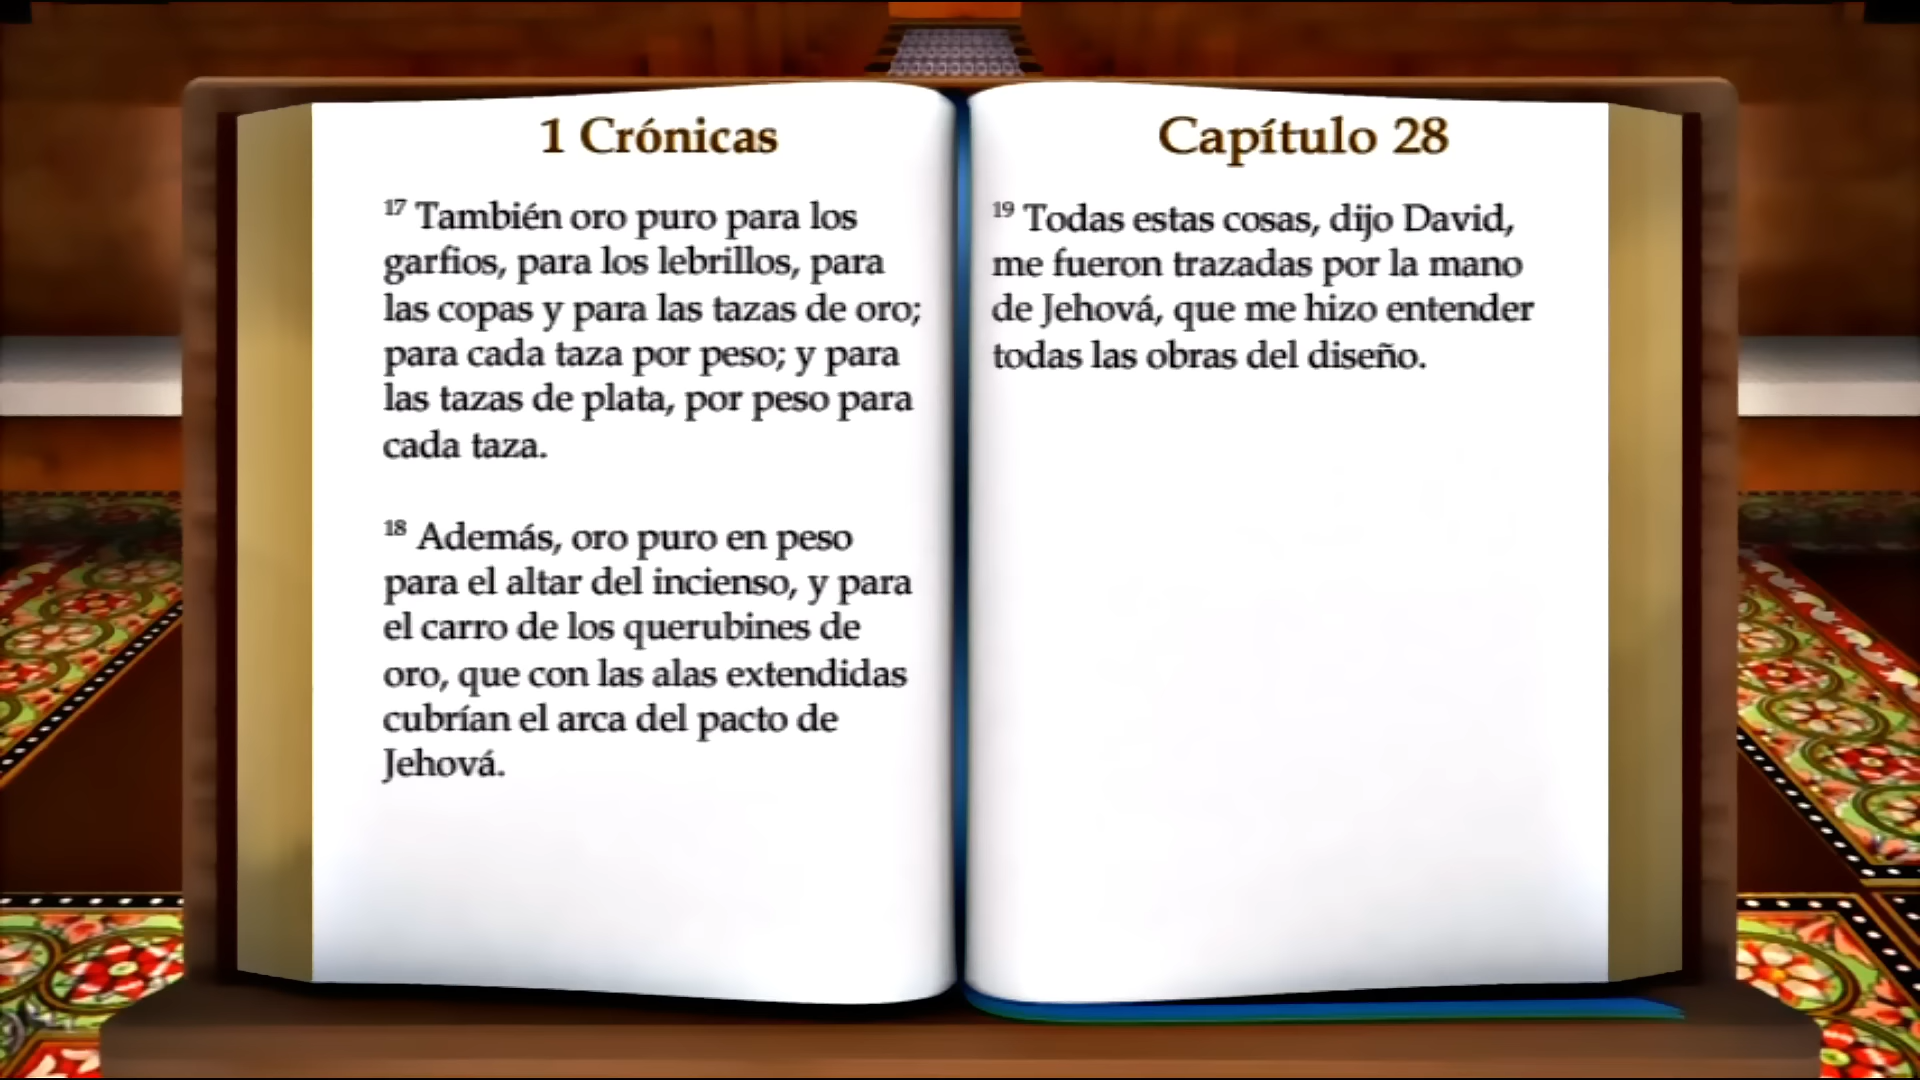 1 Crónicas
17 También oro puro para los
garfios, para los lebrillos, para
las copas y para las tazas de oro;
para cada taza por peso; y para
las tazas de plata, por peso para
cada taza.
18 Además, oro puro en peso
para el altar del incienso, y para
el carro de los querubines de
oro, que con las alas extendidas
cubrían el arca del pacto de
Jehová.
Capítulo 28
19 Todas estas cosas, dijo David,
me fueron trazadas por la mano
de Jehová, que me hizo entender
todas las obras del diseño.